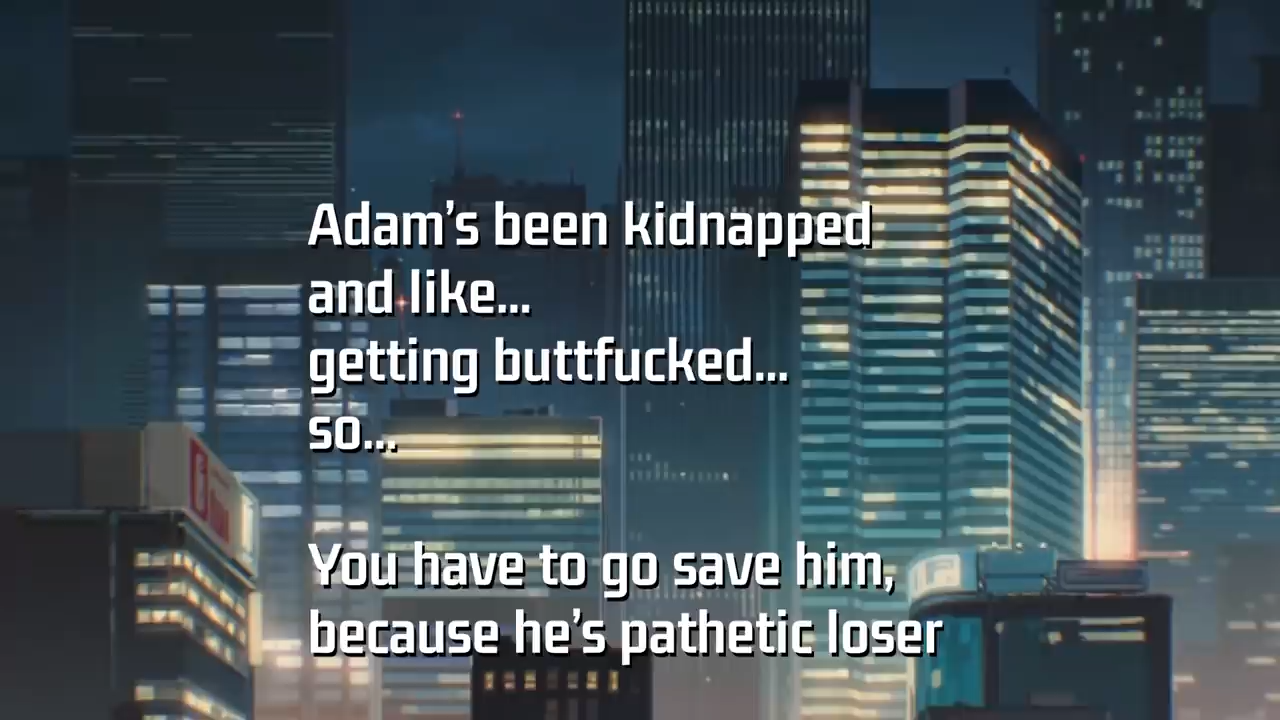 Adam's been kidnapped
and like...
getting buttfucked...
so...
You have to go save him,
because he's pathetic loser